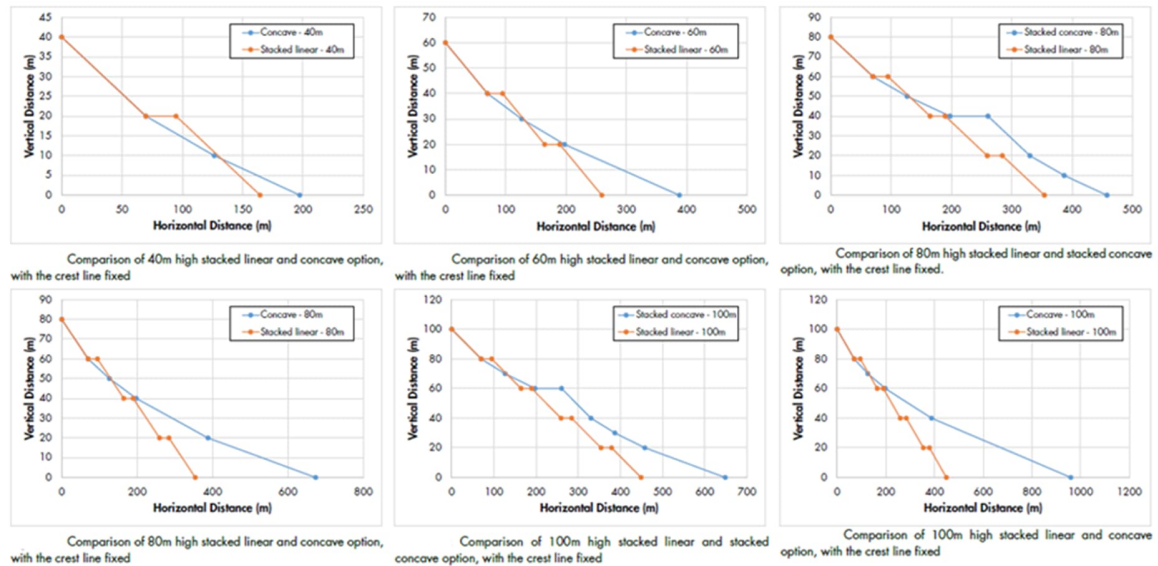 45
40
35
30
25
20
15
10
5
0
Vertical Distance (m)
Concave - 40m
Stacked linear - 40m
0 50 100 150 200 250
Horizontal Distance (m)
Comparison of 40m high stacked linear and concave option,
with the crest line fixed
70
60
50
40
30
20
10
0
Vertical Distance (m)
Concave - 60m
Stacked linear - 60m
0 100 200 300 400 500
Horizontal Distance (m)
Comparison of 60m high stacked linear and concave option,
with the crest line fixed
90
80
70
60
50
40
30
20
10
0
Vertical Distance (m)
Stacked concave - 80m
Stacked linear - 80m
0 100 200 300 400 500
Horizontal Distance (m)
Comparison of 80m high stacked linear and stacked concave
option, with the crest line fixed.
90
80
70
60
50
40
30
20
10
0
Vertical Distance (m)
Concave - 80m
Stacked linear - 80m
0 200 400 600 800
Horizontal Distance (m)
Comparison of 80m high stacked linear and concave option,
with the crest line fixed
120
100
80
60
40
20
0
Vertical Distance (m)
Stacked concave - 100m
Stacked linear - 100m
0 100 200 300 400 500 600 700
Horizontal Distance (m)
Comparison of 100m high stacked linear and stacked
concave option, with the crest line fixed
120
100
80
60
40
20
0
Vertical Distance (m)
Concave - 100m
Stacked linear - 100m
0 200 400 600 800 1000 1200
Horizontal Distance (m)
Comparison of 100m high stacked linear and concave
option, with the crest line fixed